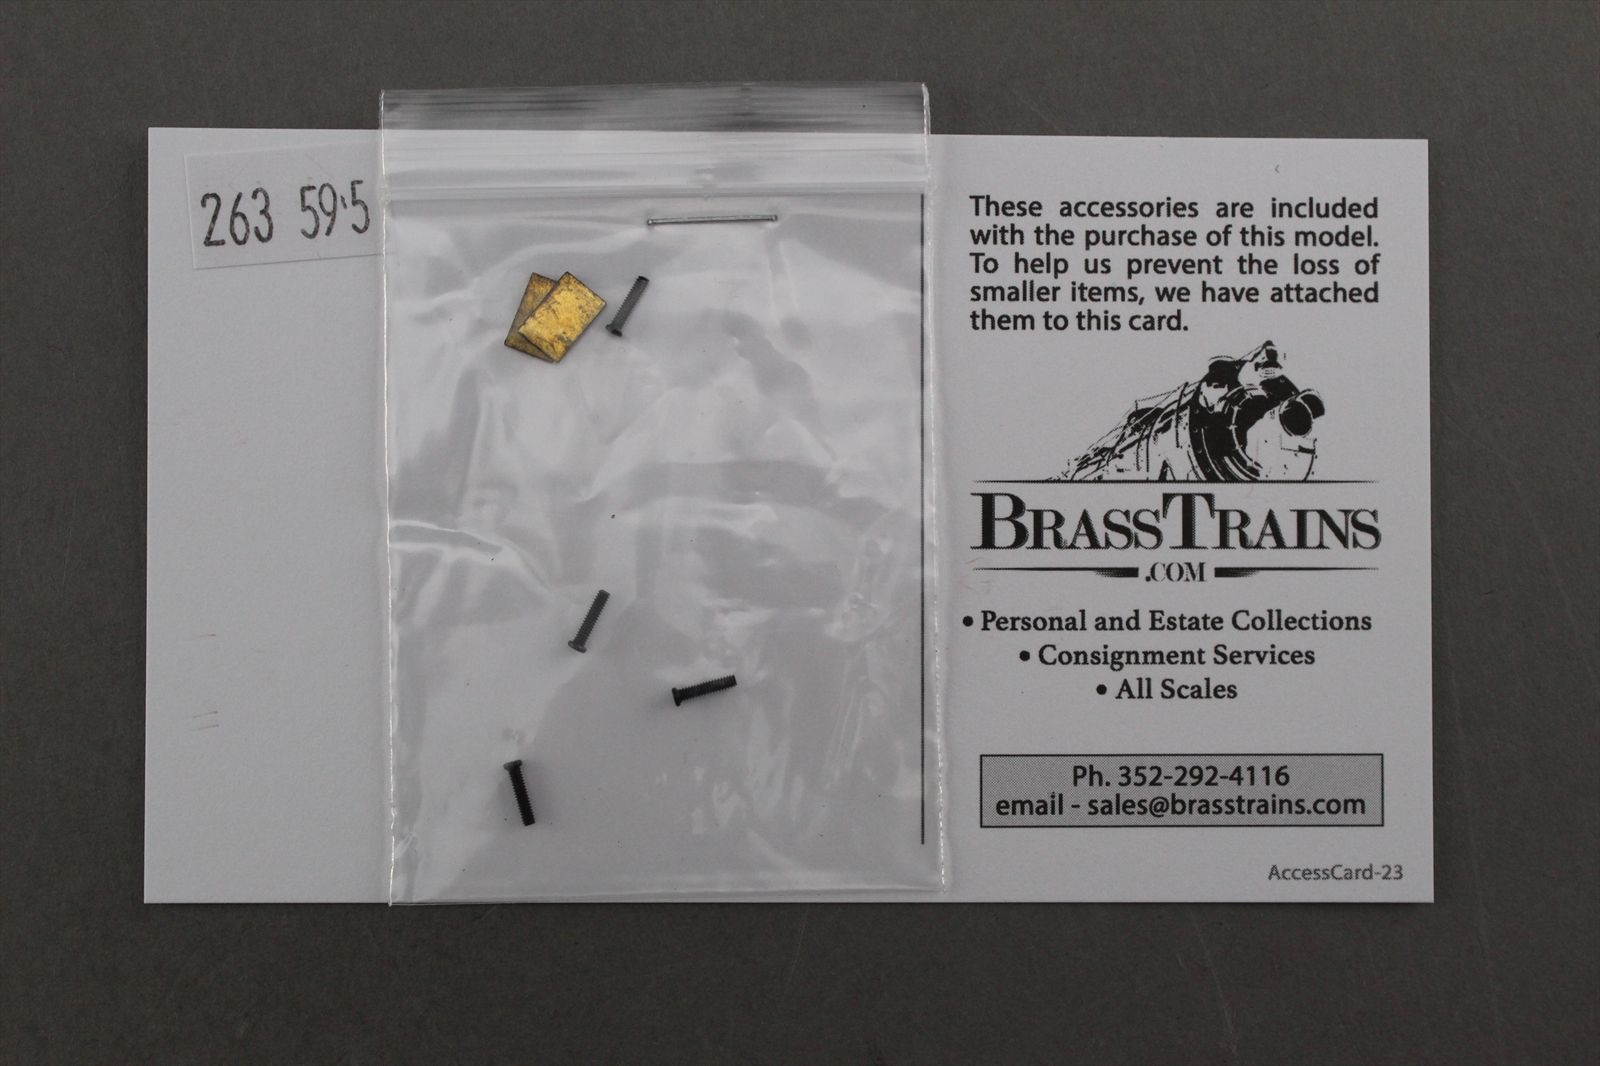 263 59.5
These accessories are included
with the purchase of this model.
To help us prevent the loss of
smaller items, we have attached
them to this card.
BRASSTRAINS
.COM
• Personal and Estate Collections
• Consignment Services
• All Scales
Ph. 352-292-4116
email - sales@brasstrains.com
AccessCard-23